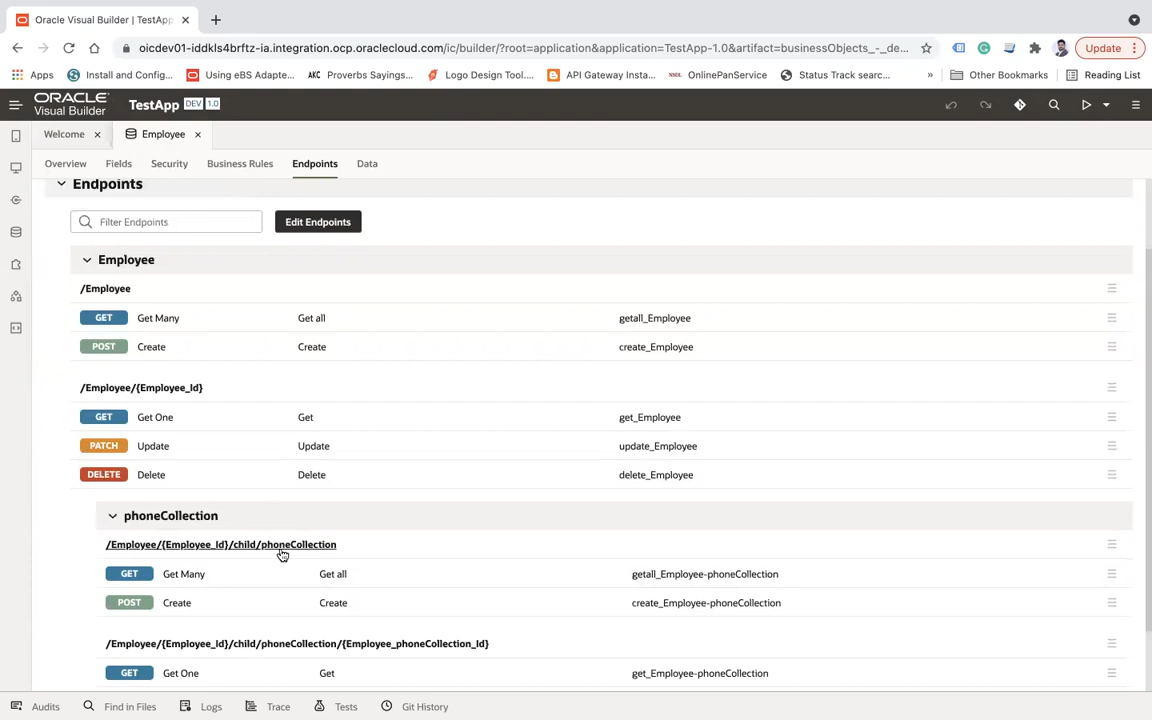 Oracle Visual Builder | TestApp
oicdev01-iddkls4brftz-ia.integration.ocp.oraclecloud.com/ic/builder/?root=application&application=TestApp-1.0&artifact=businessObjects_-_de...
Update
Apps
Install and Config...
Using eBS Adapte...
AKC Proverbs Sayings...
Logo Design Tool....
API Gateway Insta...
OnlinePanService
Status Track searc...
»
Other Bookmarks
Reading List
ORACLE
Visual Builder
TestApp DEV 1.0
Welcome
Employee
Overview
Fields
Security
Business Rules
Endpoints
Data
Endpoints
Filter Endpoints
Edit Endpoints
Employee
/Employee
GET Get Many Get all getall_Employee
POST Create Create create_Employee
/Employee/{Employee_Id}
GET Get One Get get_Employee
PATCH Update Update update_Employee
DELETE Delete Delete delete_Employee
phoneCollection
/Employee/{Employee_Id}/child/phoneCollection
GET Get Many Get all getall_Employee-phoneCollection
POST Create Create create_Employee-phoneCollection
/Employee/{Employee_Id}/child/phoneCollection/{Employee_phoneCollection_Id}
GET Get One Get get_Employee-phoneCollection
Audits
Find in Files
Logs
Trace
Tests
Git History